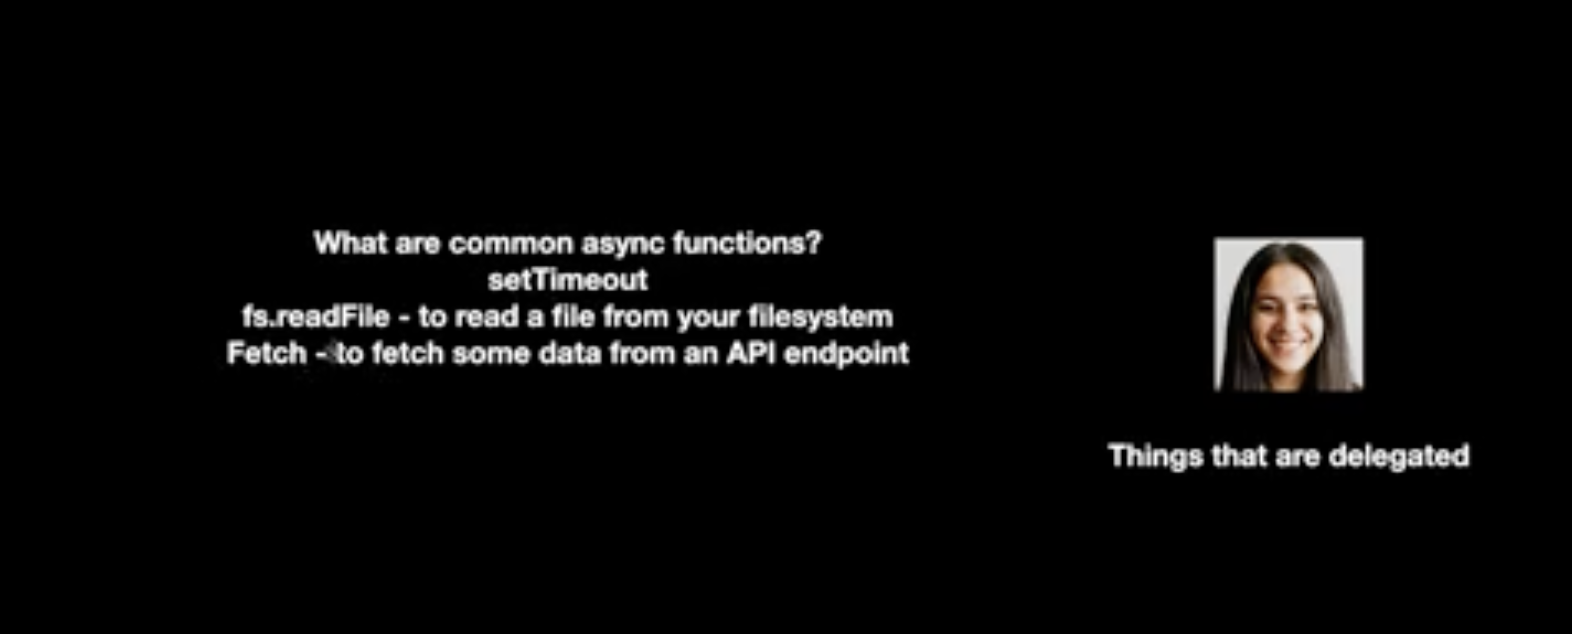 What are common async functions?
setTimeout
fs.readFile - to read a file from your filesystem
Fetch - to fetch some data from an API endpoint
Things that are delegated